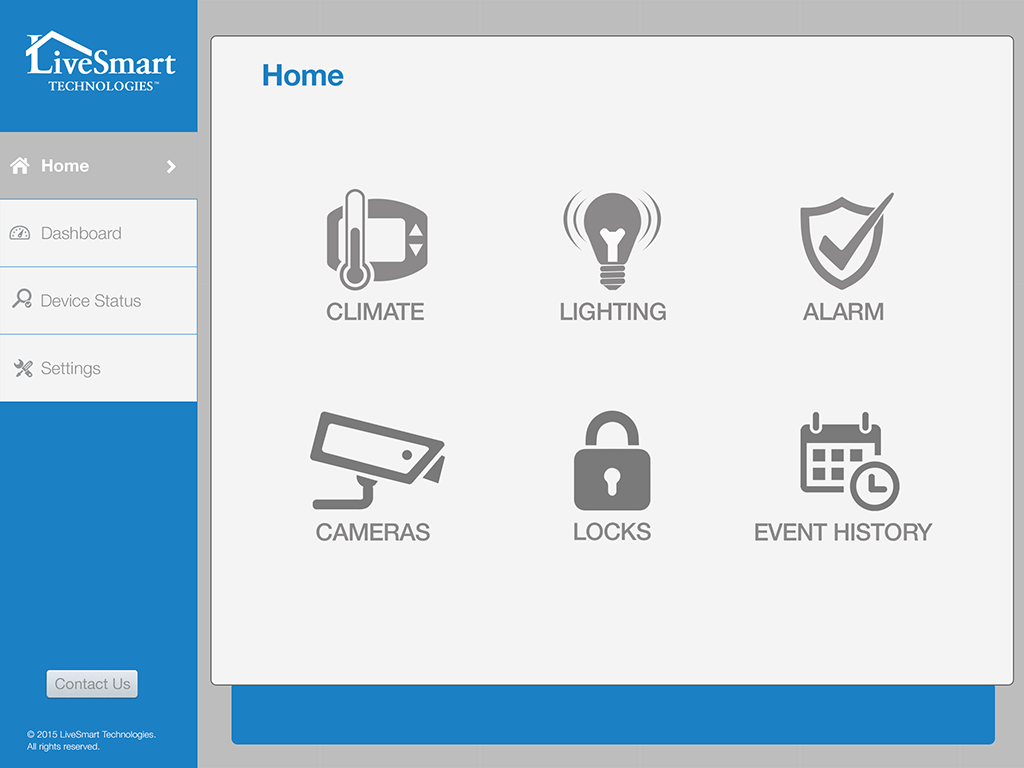 LiveSmart
TECHNOLOGIES™
Home
Dashboard
Device Status
Settings
Contact Us
© 2015 LiveSmart Technologies.
All rights reserved.
Home
CLIMATE
LIGHTING
ALARM
CAMERAS
LOCKS
EVENT HISTORY